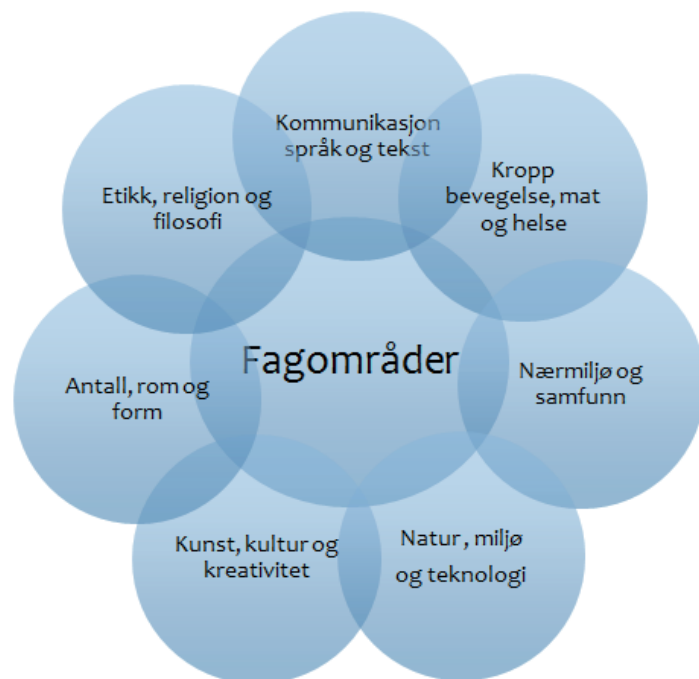 Kommunikasjon
språk og tekst
Kropp
bevegelse, mat
og helse
Nærmiljø og
samfunn
Natur , miljø
og teknologi
Kunst, kultur og
kreativitet
Antall, rom og
form
Etikk, religion og
filosofi
Fagområder